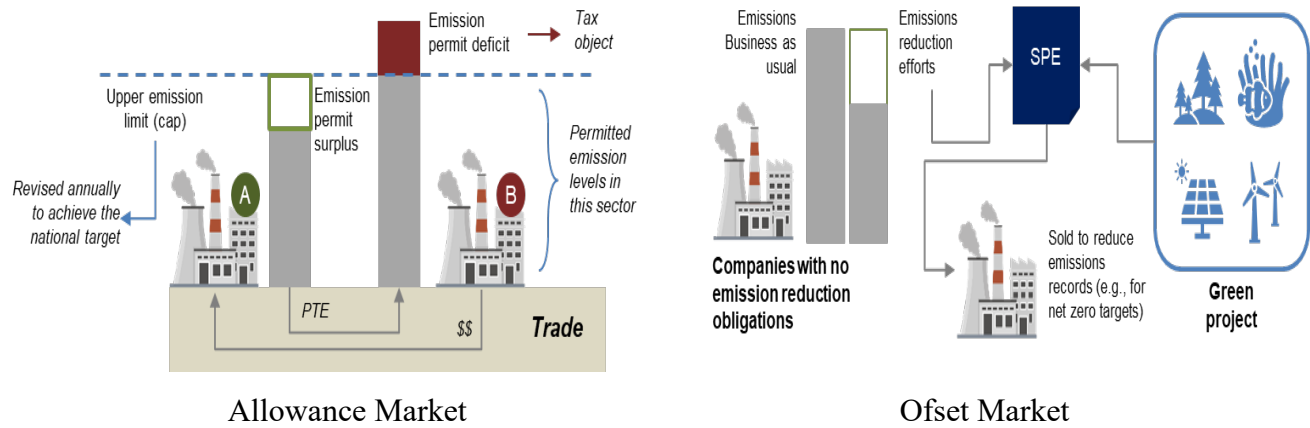 Emission
permit deficit
Tax
object
Upper emission
limit (cap)
Emission
permit
surplus
Permitted
emission
levels in
this sector
Revised annually
to achieve the
national target
A
B
PTE
$$
Trade
Allowance Market
Emissions
Business as
usual
Emissions
reduction
efforts
SPE
Companies with no
emission reduction
obligations
Sold to reduce
emissions
records (e.g., for
net zero targets)
Green
project
Ofset Market